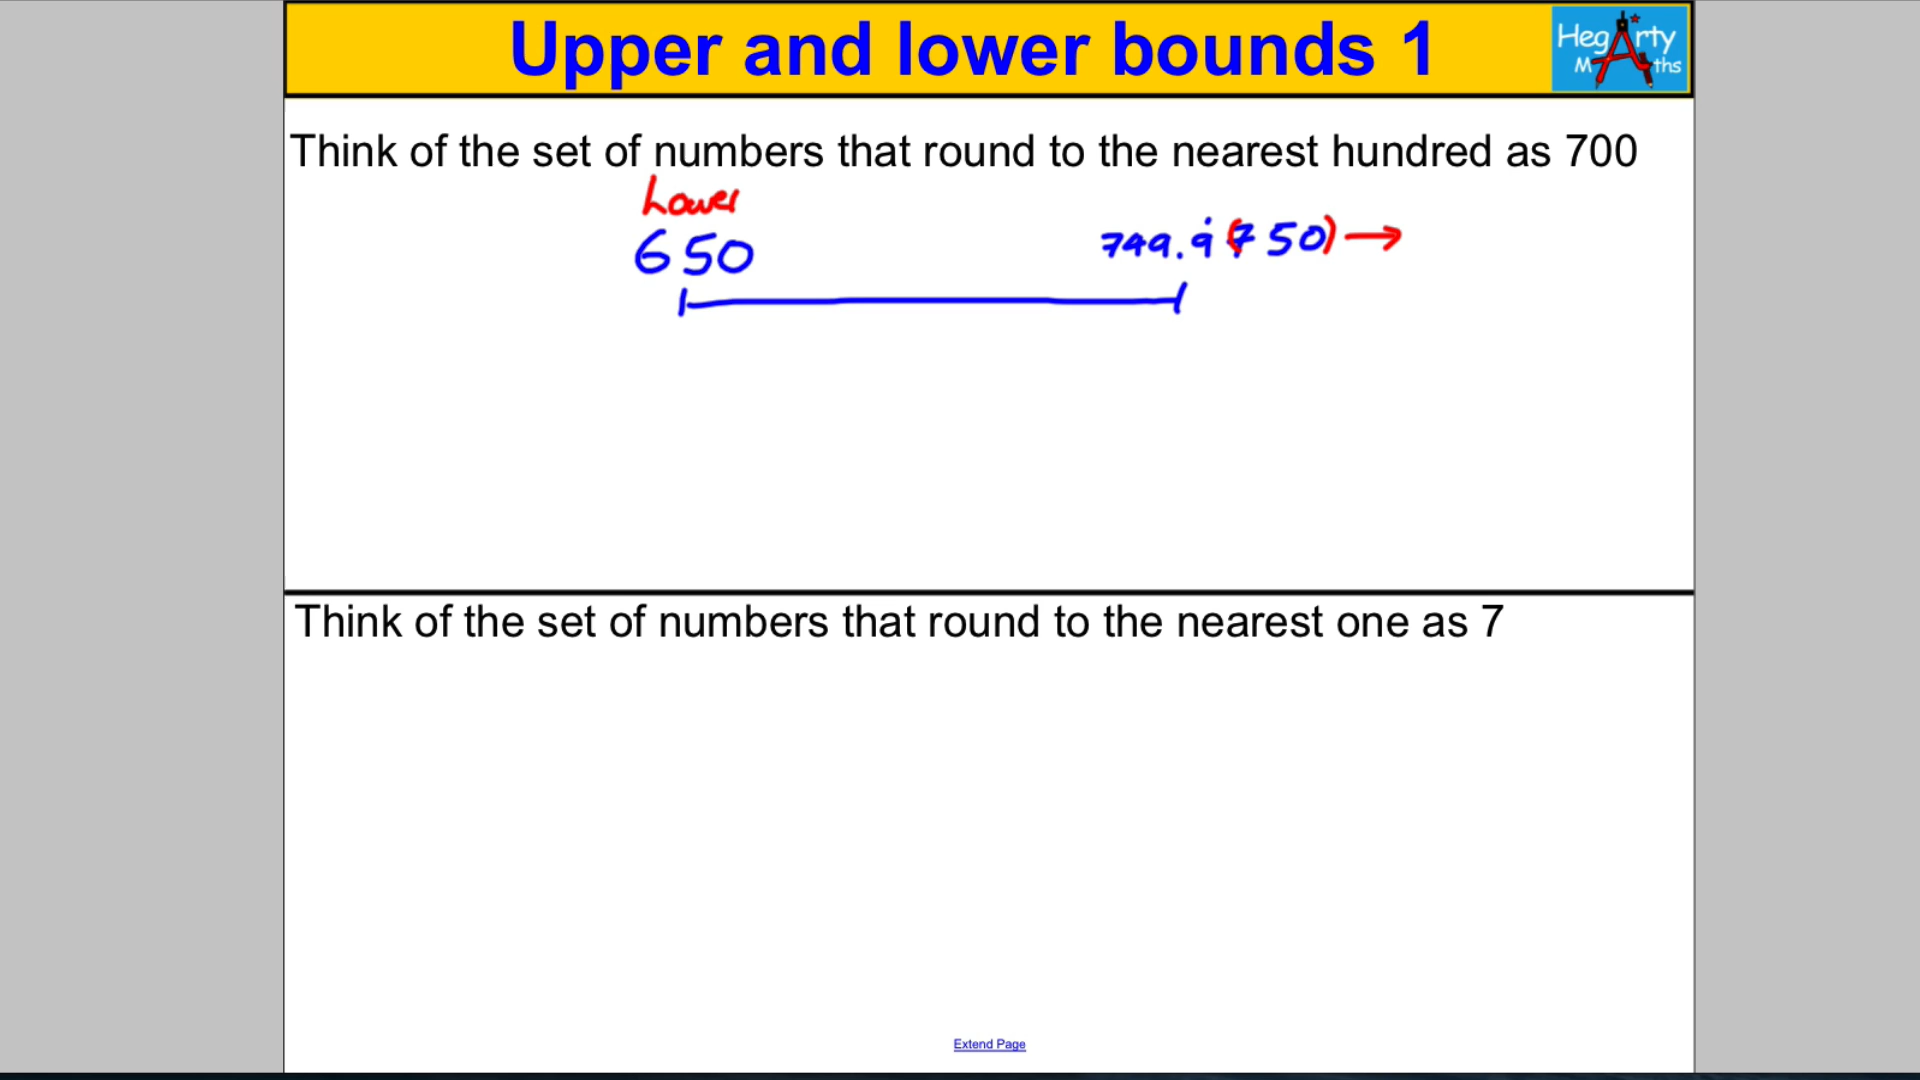 Upper and lower bounds 1
HegArty
MAths
Think of the set of numbers that round to the nearest hundred as 700
Lower
650
749.9̇ (750) →
Think of the set of numbers that round to the nearest one as 7
Extend Page